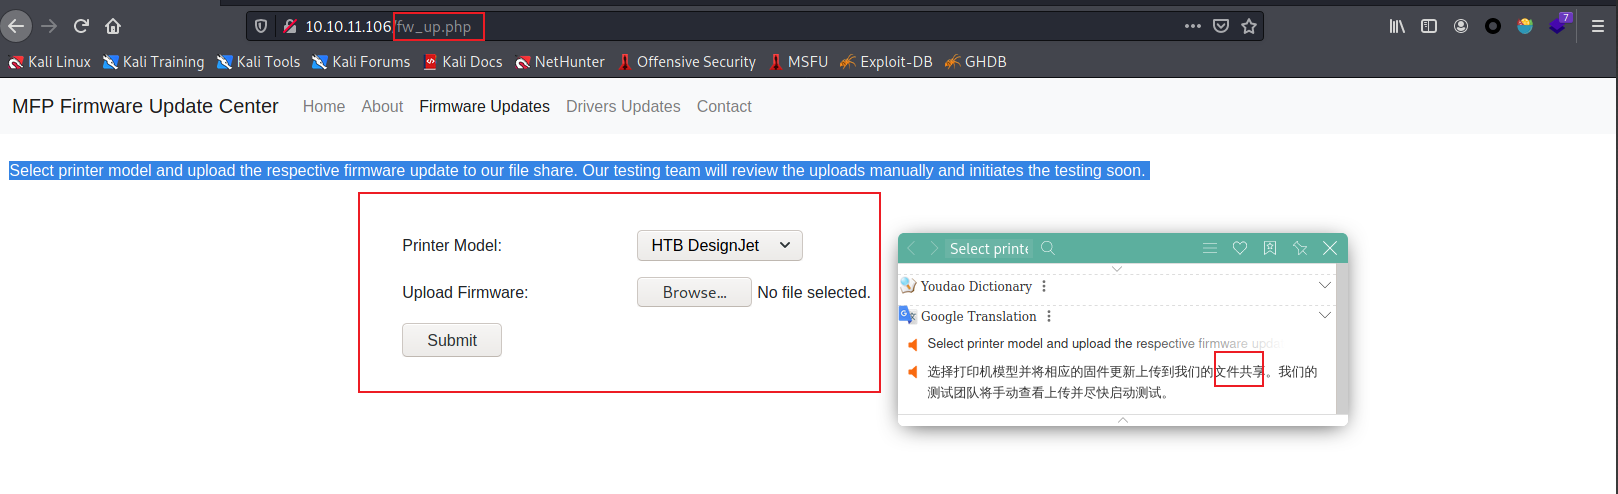 10.10.11.106/fw_up.php
7
Kali Linux Kali Training Kali Tools Kali Forums Kali Docs NetHunter Offensive Security MSFU Exploit-DB GHDB
MFP Firmware Update Center Home About Firmware Updates Drivers Updates Contact
Select printer model and upload the respective firmware update to our file share. Our testing team will review the uploads manually and initiates the testing soon.
Printer Model: HTB DesignJet
Upload Firmware: Browse... No file selected.
Submit
Select printe
Youdao Dictionary
Google Translation
Select printer model and upload the respective firmware upda
选择打印机模型并将相应的固件更新上传到我们的文件共享。我们的
测试团队将手动查看上传并尽快启动测试。